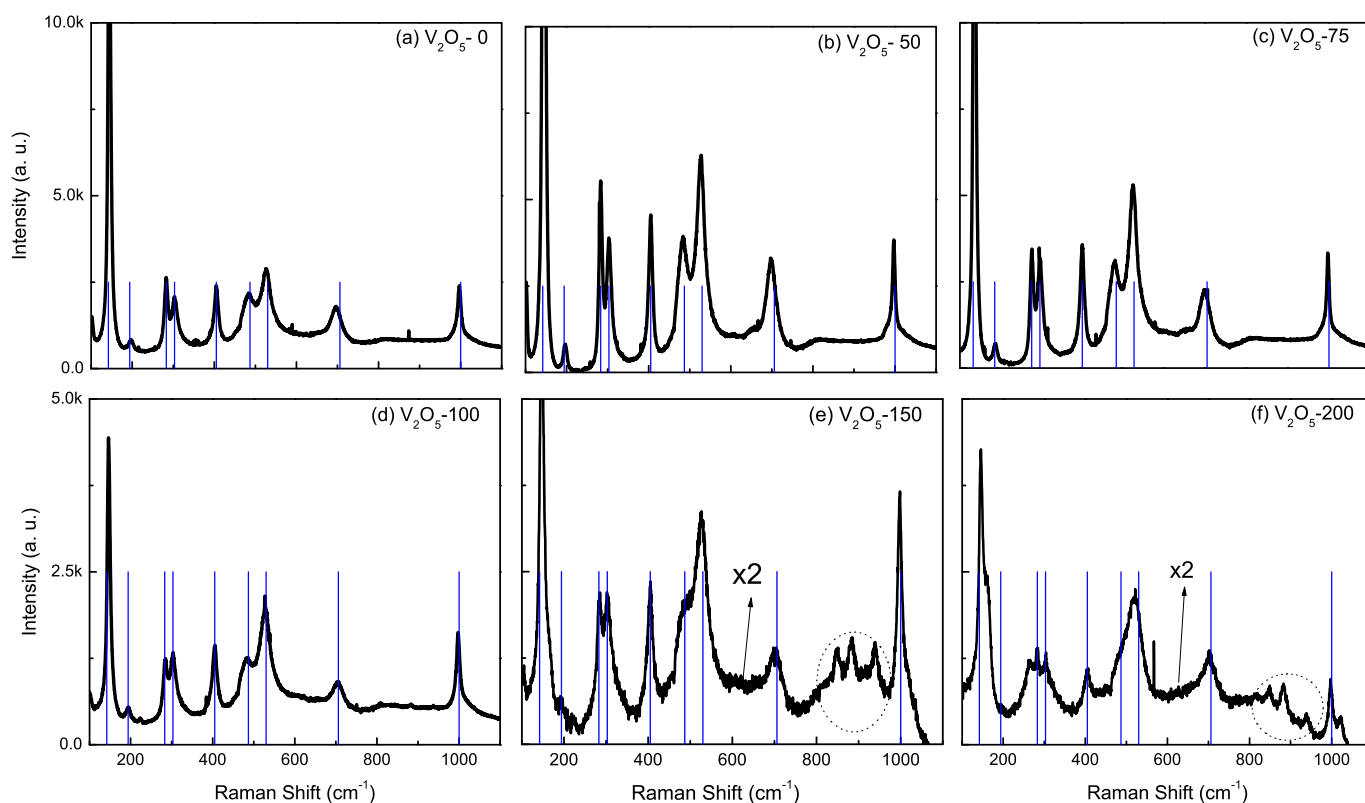 10.0k
(a) V₂O₅- 0
(b) V₂O₅- 50
(c) V₂O₅-75
Intensity (a. u.)
5.0k
0.0
5.0k
(d) V₂O₅-100
(e) V₂O₅-150
(f) V₂O₅-200
Intensity (a. u.)
2.5k
x2
x2
0.0
200 400 600 800 1000
200 400 600 800 1000
200 400 600 800 1000
Raman Shift (cm⁻¹)
Raman Shift (cm⁻¹)
Raman Shift (cm⁻¹)